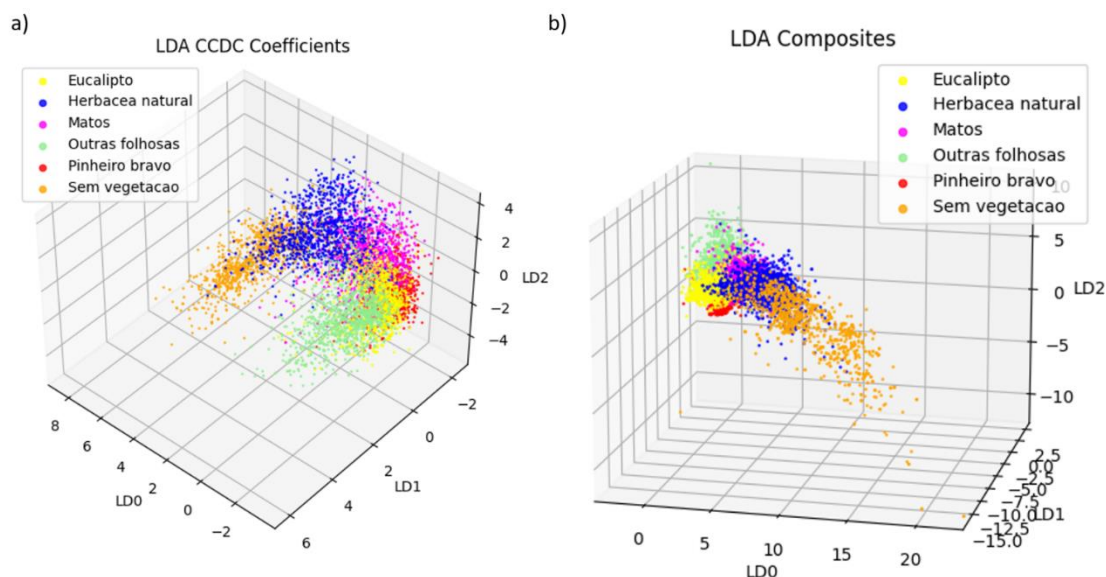 a)
LDA CCDC Coefficients
Eucalipto
Herbacea natural
Matos
Outras folhosas
Pinheiro bravo
Sem vegetacao
4
2
0
−2
−4
LD2
8
6
4
2
0
−2
LD0
−2
0
2
4
6
LD1
b)
LDA Composites
Eucalipto
Herbacea natural
Matos
Outras folhosas
Pinheiro bravo
Sem vegetacao
10
5
0
−5
−10
LD2
2.5
0.0
−2.5
−5.0
−7.5
−10.0
−12.5
−15.0
LD1
0
5
10
15
20
LD0